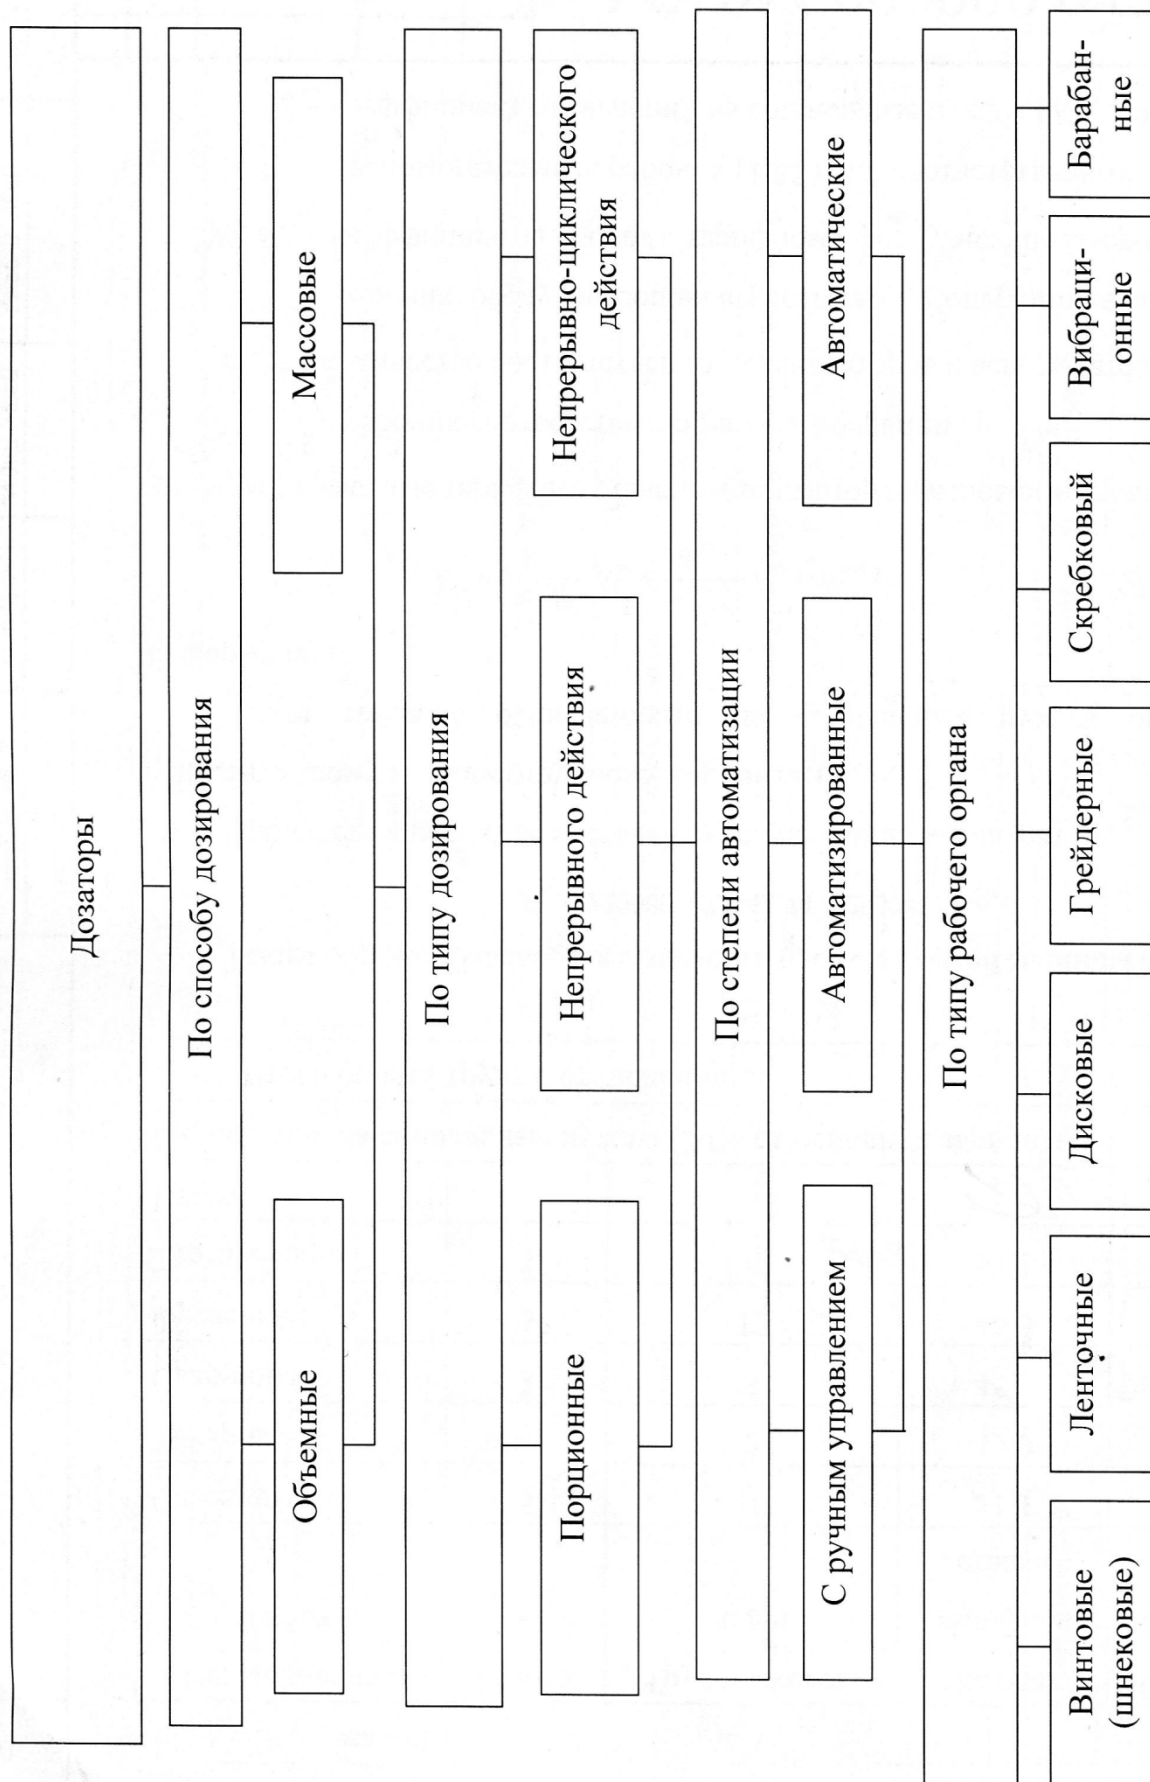 Дозаторы
По способу дозирования
Объемные
Массовые
По типу дозирования
Порционные
Непрерывного действия
Непрерывно-циклического
действия
По степени автоматизации
С ручным управлением
Автоматизированные
Автоматические
По типу рабочего органа
Винтовые
(шнековые)
Ленточные
Дисковые
Грейдерные
Скребковый
Вибраци-
онные
Барабан-
ные